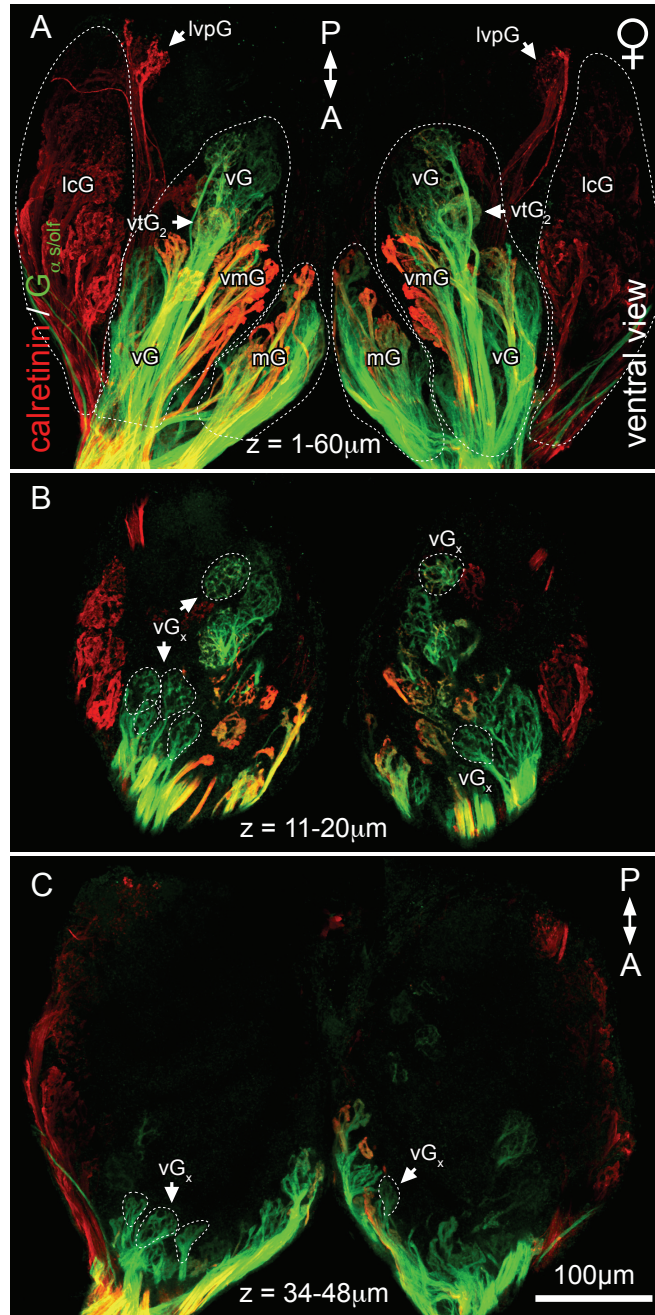 A
lvpG
P
A
lvpG
♀
lcG
vG
vtG2
vmG
vG
mG
vG
vtG2
vmG
mG
vG
lcG
calretinin / Gα s/olf
ventral view
z = 1-60μm
B
vGx
vGx
vGx
z = 11-20μm
C
P
A
vGx
vGx
z = 34-48μm
100μm